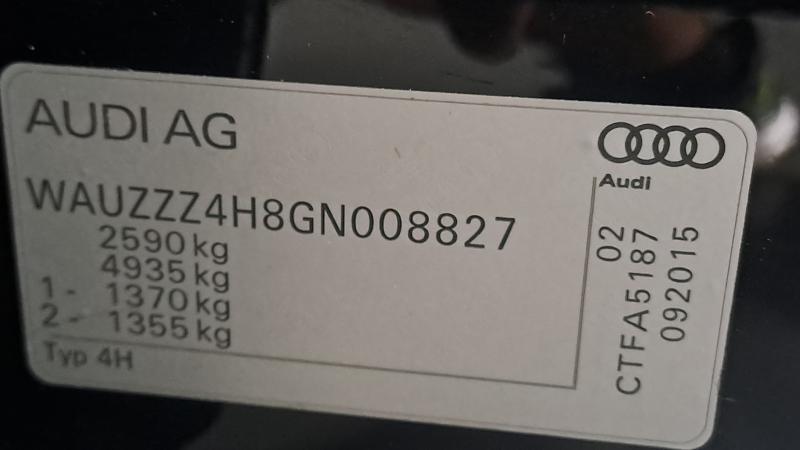 AUDI AG
Audi
WAUZZZ4H8GN008827
2590 kg
4935 kg
1- 1370 kg
2- 1355 kg
Typ 4H
02
CTFA5187
092015